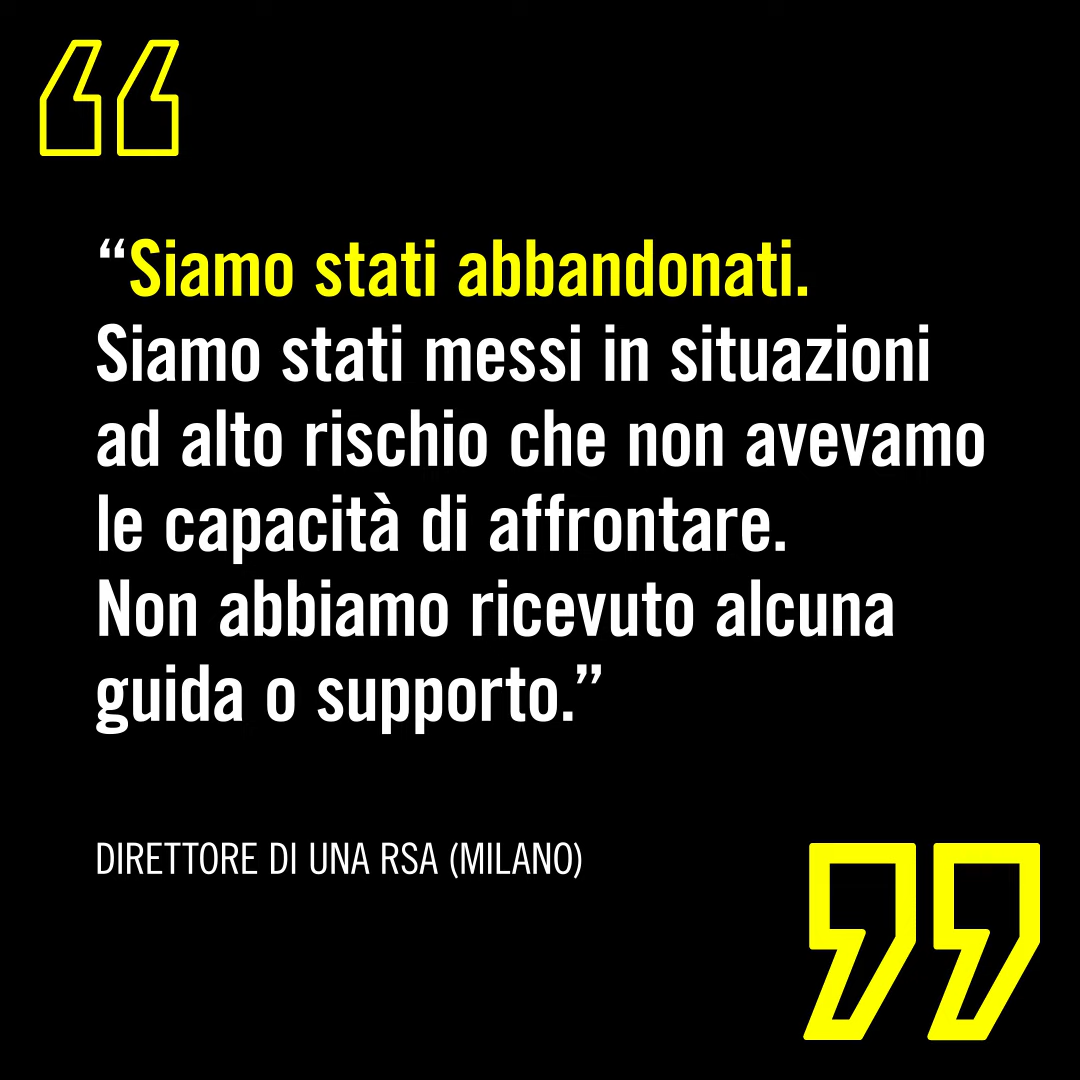 “Siamo stati abbandonati.
Siamo stati messi in situazioni
ad alto rischio che non avevamo
le capacità di affrontare.
Non abbiamo ricevuto alcuna
guida o supporto.”
DIRETTORE DI UNA RSA (MILANO)